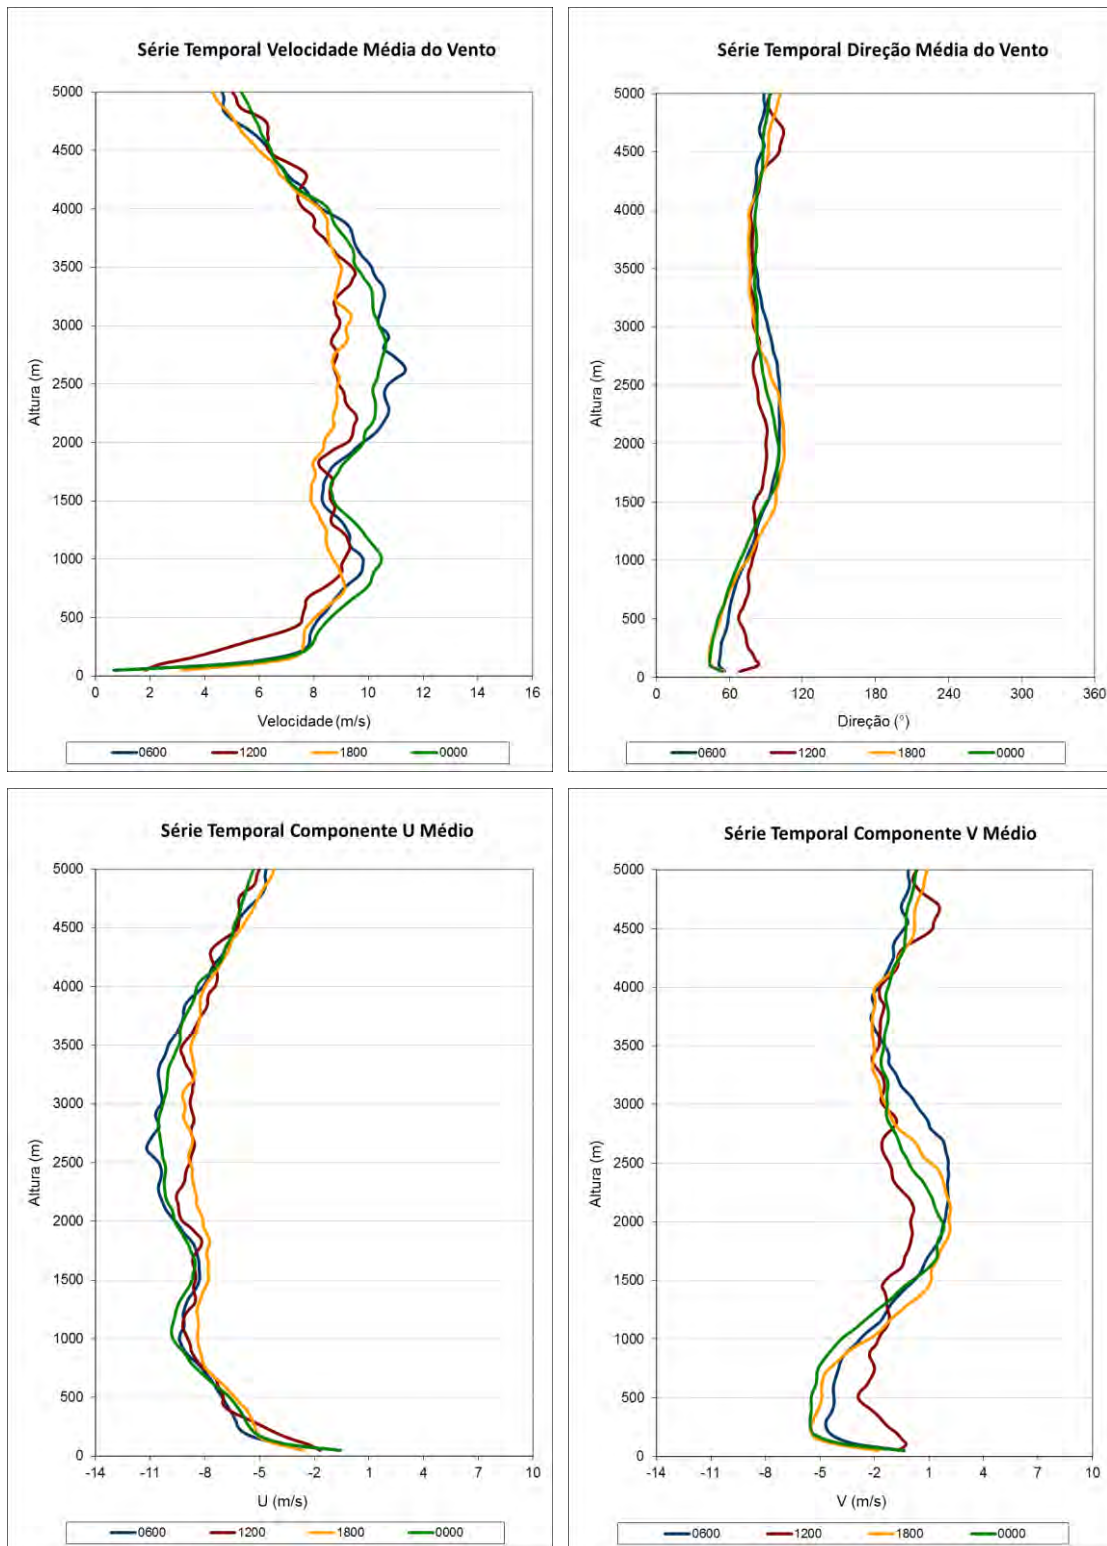 Série Temporal Velocidade Média do Vento
5000
4500
4000
3500
3000
2500
2000
1500
1000
500
0
Altura (m)
0 2 4 6 8 10 12 14 16
Velocidade (m/s)
0600 1200 1800 0000
Série Temporal Direção Média do Vento
5000
4500
4000
3500
3000
2500
2000
1500
1000
500
0
Altura (m)
0 60 120 180 240 300 360
Direção (°)
0600 1200 1800 0000
Série Temporal Componente U Médio
5000
4500
4000
3500
3000
2500
2000
1500
1000
500
0
Altura (m)
-14 -11 -8 -5 -2 1 4 7 10
U (m/s)
0600 1200 1800 0000
Série Temporal Componente V Médio
5000
4500
4000
3500
3000
2500
2000
1500
1000
500
0
Altura (m)
-14 -11 -8 -5 -2 1 4 7 10
V (m/s)
0600 1200 1800 0000